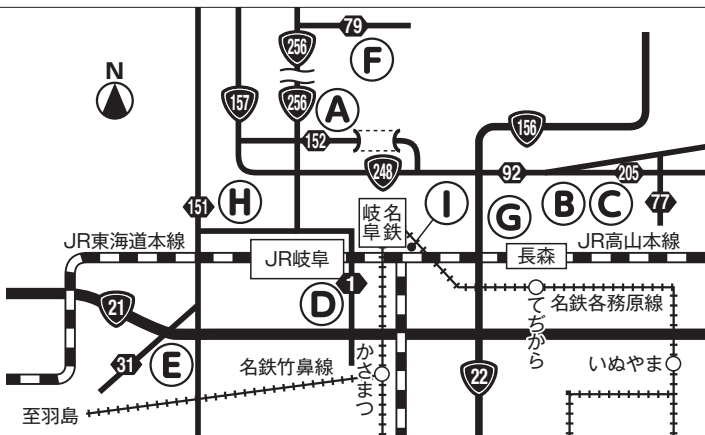 79
256
F
N
256
157
A
156
152
248
92
205
151
H
名鉄
岐阜
I
G
B
C
77
JR東海道本線
JR岐阜
長森
JR高山本線
D
1
21
名鉄各務原線
てぢから
31
E
名鉄竹鼻線
かさまつ
22
いぬやま
至羽島